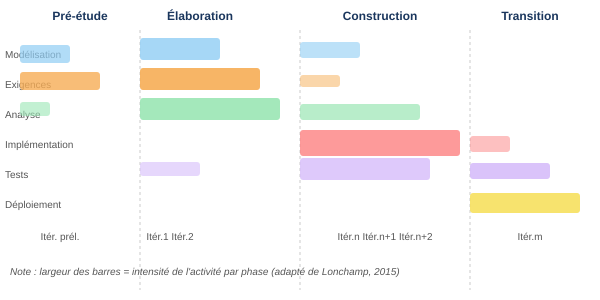 Pré-étude Élaboration Construction Transition
Modélisation
Exigences
Analyse
Implémentation
Tests
Déploiement
Itér. prél. Itér.1 Itér.2 Itér.n Itér.n+1 Itér.n+2 Itér.m
Note : largeur des barres = intensité de l'activité par phase (adapté de Lonchamp, 2015)